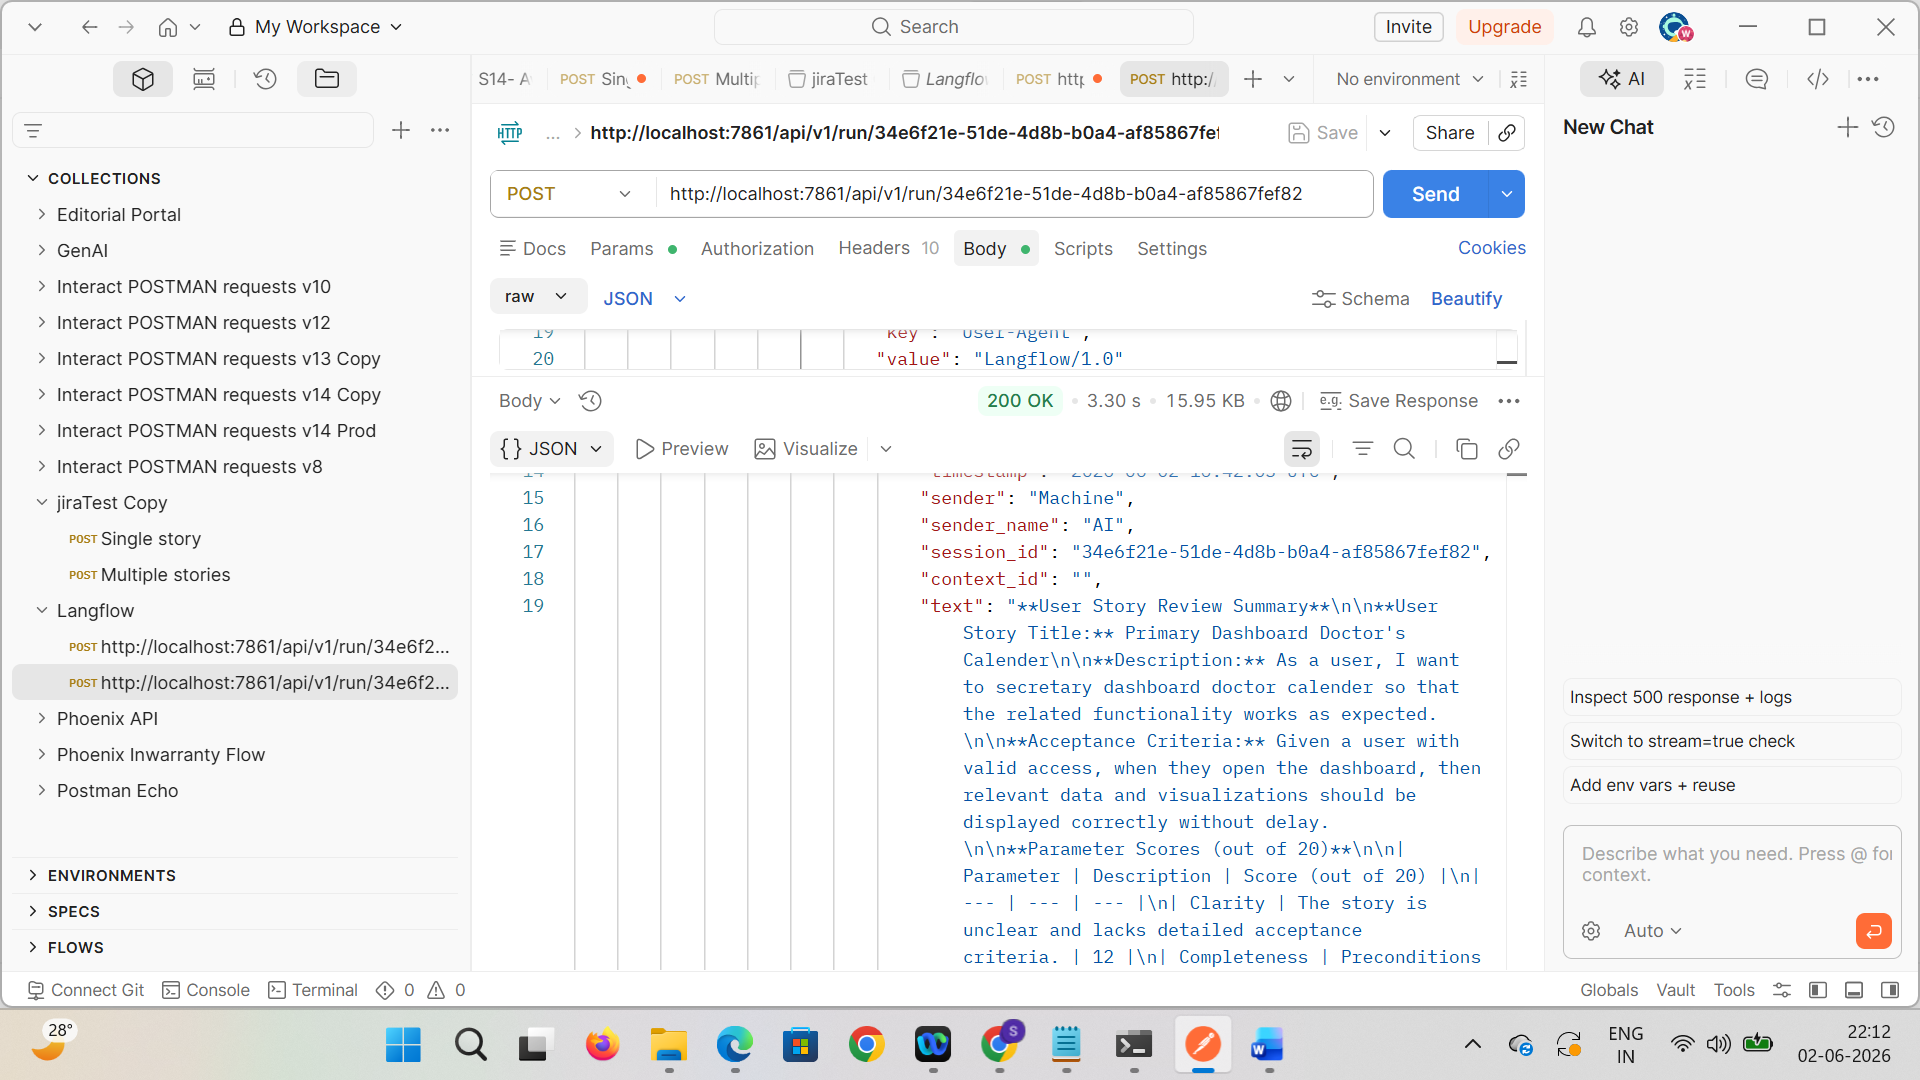 My Workspace
Search
Invite
Upgrade
W
S14- A
POST Sin
POST Multip
jiraTest
Langflo
POST htt
POST http:/
No environment
AI
HTTP
...
> http://localhost:7861/api/v1/run/34e6f21e-51de-4d8b-b0a4-af85867fef
Save
Share
New Chat
COLLECTIONS
Editorial Portal
GenAI
Interact POSTMAN requests v10
Interact POSTMAN requests v12
Interact POSTMAN requests v13 Copy
Interact POSTMAN requests v14 Copy
Interact POSTMAN requests v14 Prod
Interact POSTMAN requests v8
jiraTest Copy
POST Single story
POST Multiple stories
Langflow
POST http://localhost:7861/api/v1/run/34e6f2...
POST http://localhost:7861/api/v1/run/34e6f2...
Phoenix API
Phoenix Inwarranty Flow
Postman Echo
ENVIRONMENTS
SPECS
FLOWS
POST
http://localhost:7861/api/v1/run/34e6f21e-51de-4d8b-b0a4-af85867fef82
Send
Docs
Params
Authorization
Headers 10
Body
Scripts
Settings
Cookies
raw
JSON
Schema
Beautify
19 "key": "User-Agent",
20 "value": "Langflow/1.0"
Body
200 OK
3.30 s
15.95 KB
e.g. Save Response
{} JSON
Preview
Visualize
15 "sender": "Machine",
16 "sender_name": "AI",
17 "session_id": "34e6f21e-51de-4d8b-b0a4-af85867fef82",
18 "context_id": "",
19 "text": "**User Story Review Summary**\n\n**User
Story Title:** Primary Dashboard Doctor's
Calender\n\n**Description:** As a user, I want
to secretary dashboard doctor calender so that
the related functionality works as expected.
\n\n**Acceptance Criteria:** Given a user with
valid access, when they open the dashboard, then
relevant data and visualizations should be
displayed correctly without delay.
\n\n**Parameter Scores (out of 20)**\n\n|
Parameter | Description | Score (out of 20) |\n|
--- | --- | --- |\n| Clarity | The story is
unclear and lacks detailed acceptance
criteria. | 12 |\n| Completeness | Preconditions
Inspect 500 response + logs
Switch to stream=true check
Add env vars + reuse
Describe what you need. Press @ for
context.
Auto
Connect Git
Console
Terminal
0
0
Globals
Vault
Tools
28°
S
ENG
IN
22:12
02-06-2026